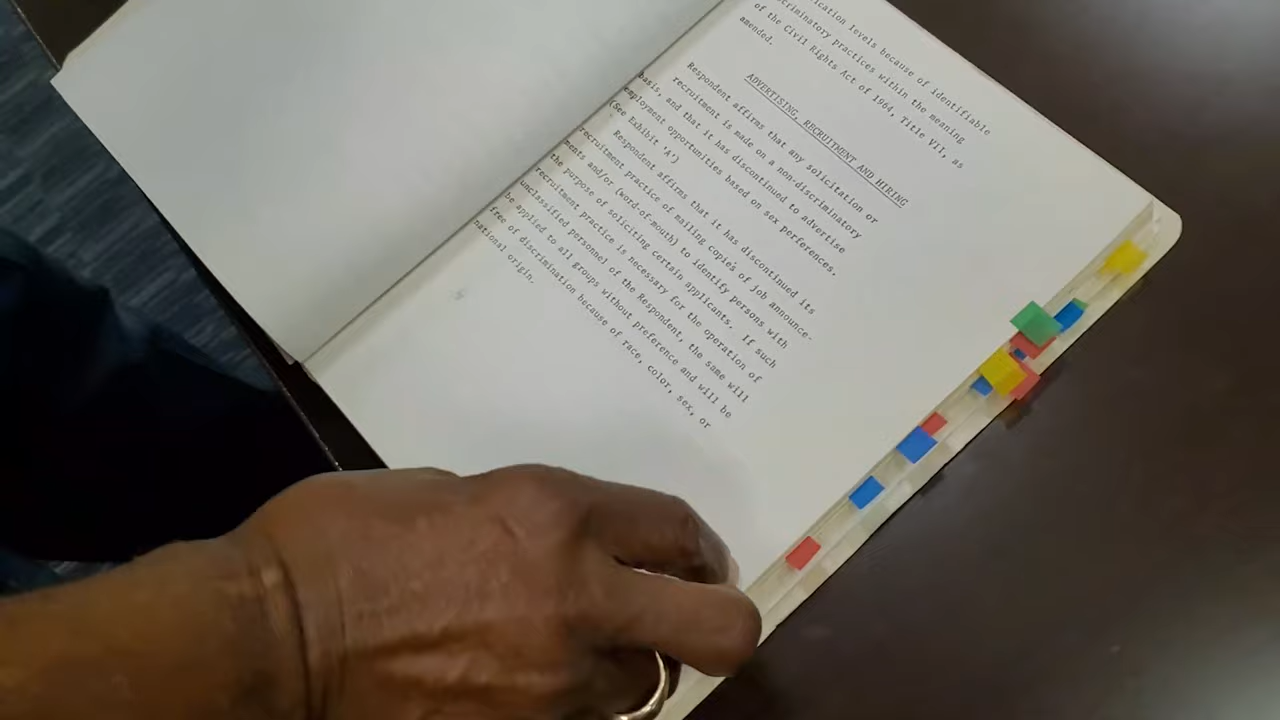 ication levels because of identifiable
criminatory practices within the meaning
of the Civil Rights Act of 1964, Title VII, as
amended.
ADVERTISING, RECRUITMENT AND HIRING
Respondent affirms that any solicitation or
recruitment is made on a non-discriminatory
basis, and that it has discontinued to advertise
employment opportunities based on sex perferences.
(See Exhibit 'A')
Respondent affirms that it has discontinued its
recruitment practice of mailing copies of job announce-
ments and/or (word-of-mouth) to identify persons with
the purpose of soliciting certain applicants. If such
recruitment practice is necessary for the operation of
unclassified personnel of the Respondent, the same will
be applied to all groups without preference and will be
free of discrimination because of race, color, sex, or
national origin.